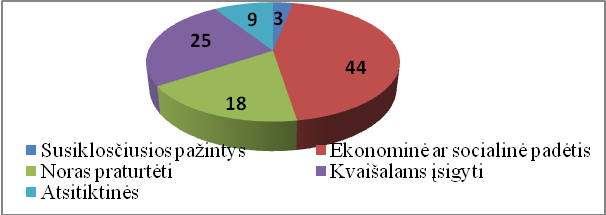 9
3
25
44
18
Susiklosčiusios pažintys
Ekonominė ar socialinė padėtis
Noras praturtėti
Kvaišalams įsigyti
Atsitiktinės